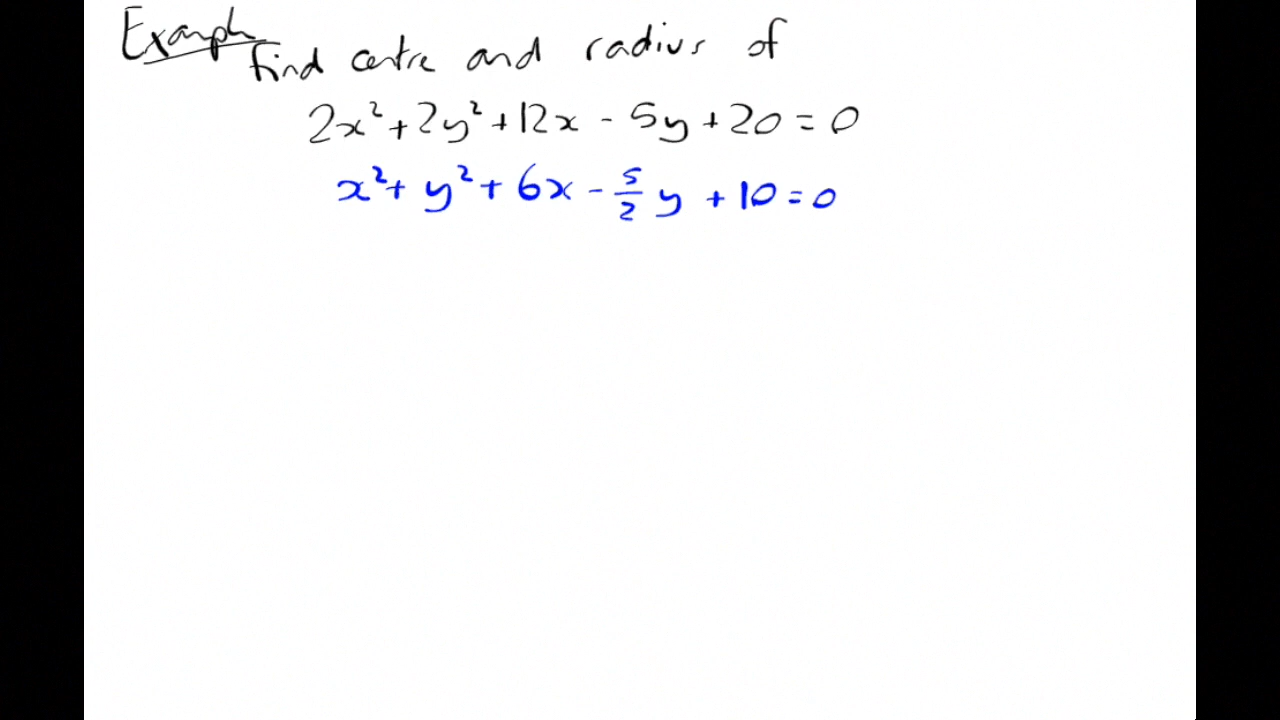 Example
find centre and radius of
2x² + 2y² + 12x - 5y + 20 = 0
x² + y² + 6x - 5/2 y + 10 = 0